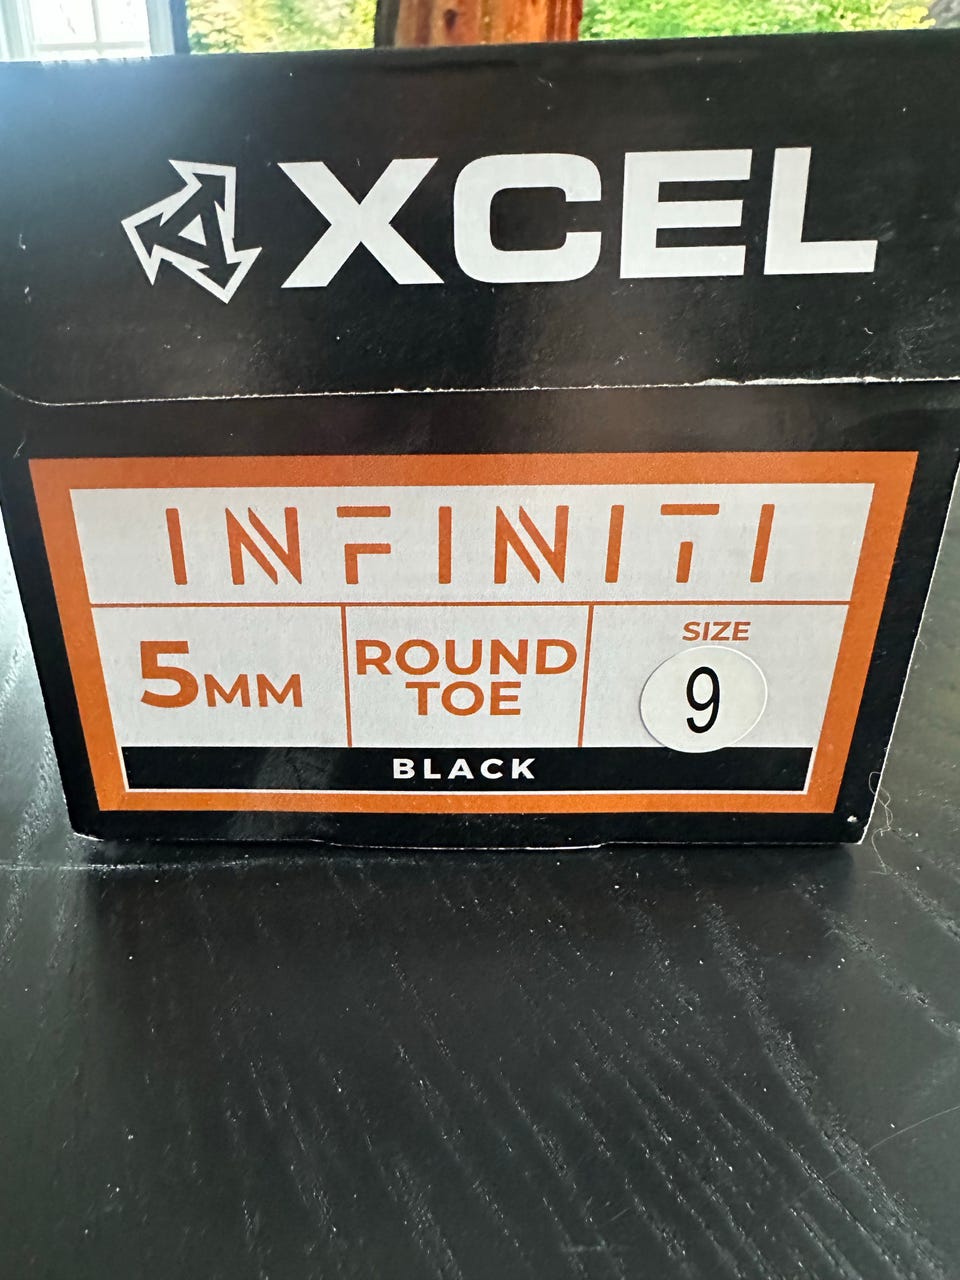 XCEL
INFINITI
5MM
ROUND
TOE
SIZE
9
BLACK